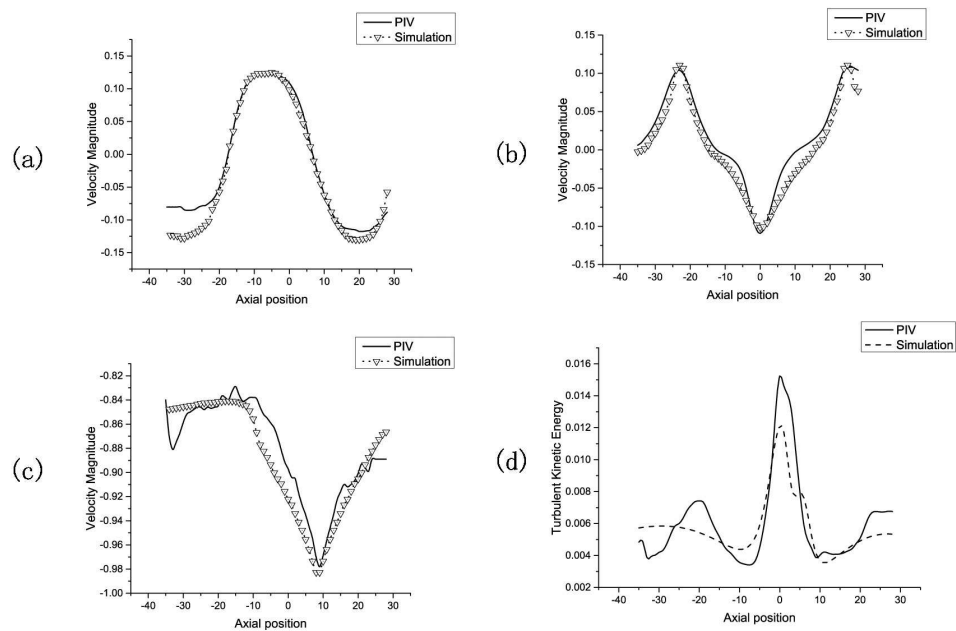 (a)
PIV
Simulation
Velocity Magnitude
0.15
0.10
0.05
0.00
-0.05
-0.10
-0.15
-40 -30 -20 -10 0 10 20 30
Axial position
(b)
PIV
Simulation
Velocity Magnitude
0.15
0.10
0.05
0.00
-0.05
-0.10
-0.15
-40 -30 -20 -10 0 10 20 30
Axial position
(c)
PIV
Simulation
Velocity Magnitude
-0.82
-0.84
-0.86
-0.88
-0.90
-0.92
-0.94
-0.96
-0.98
-1.00
-40 -30 -20 -10 0 10 20 30
Axial position
(d)
PIV
Simulation
Turbulent Kinetic Energy
0.016
0.014
0.012
0.010
0.008
0.006
0.004
0.002
-40 -30 -20 -10 0 10 20 30
Axial position